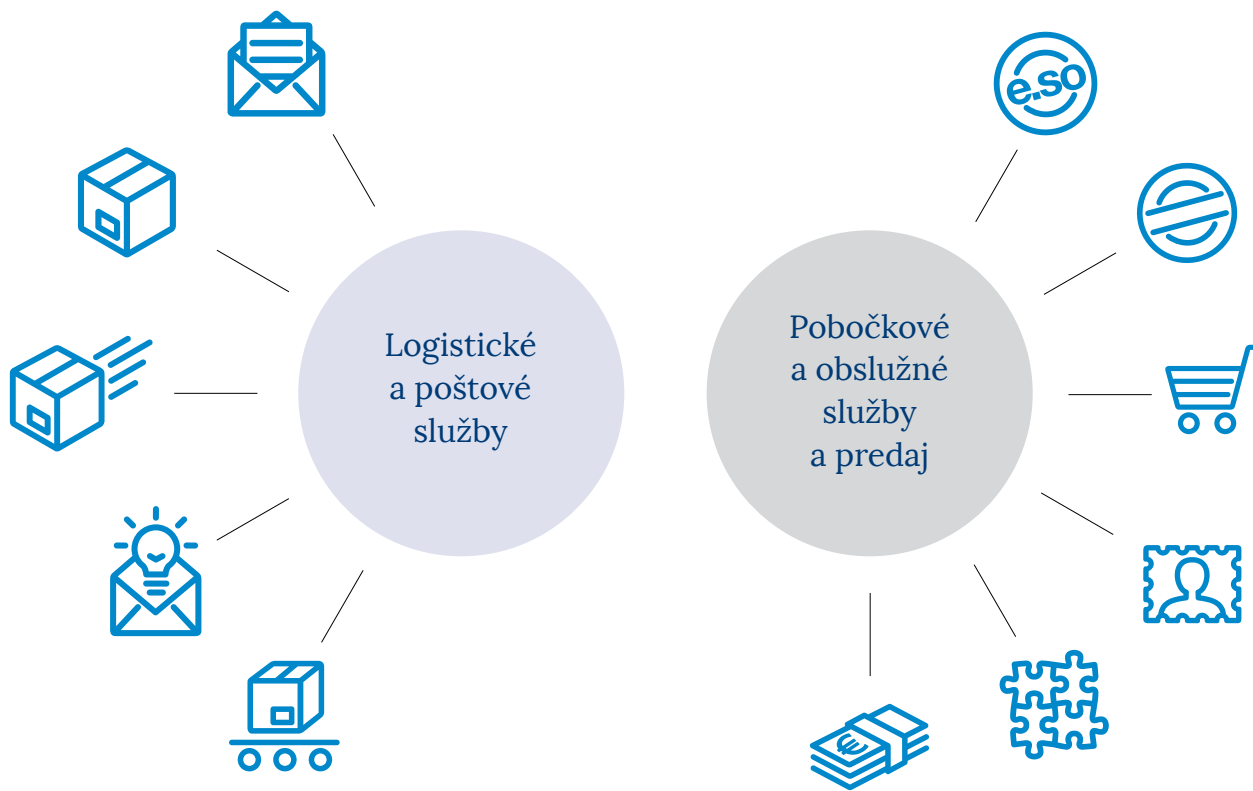 e.so
Logistické
a poštové
služby
Pobočkové
a obslužné
služby
a predaj
€